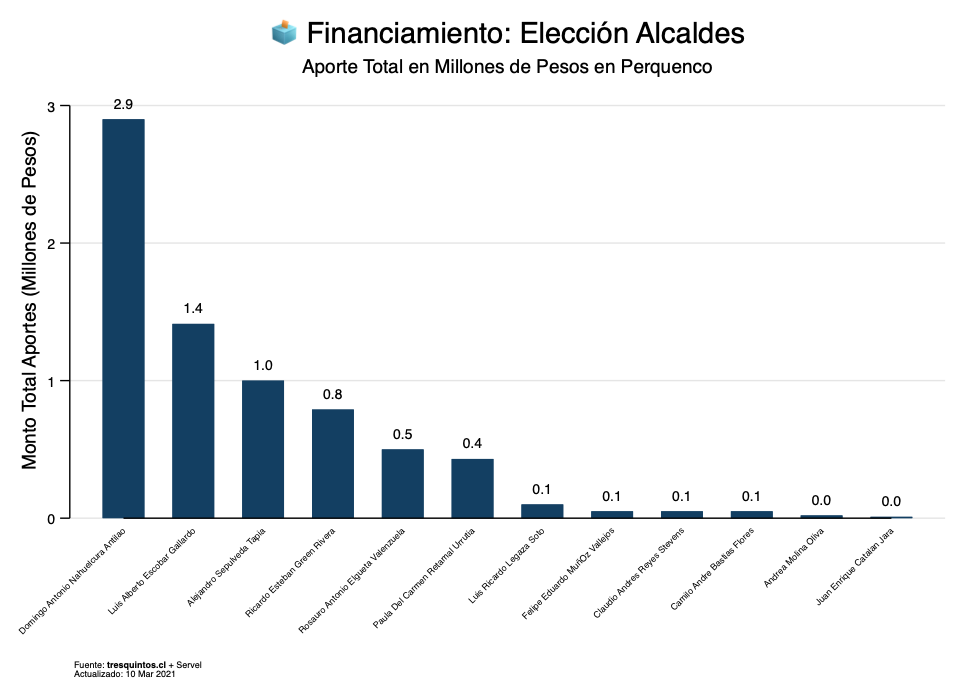 Financiamiento: Elección Alcaldes
Aporte Total en Millones de Pesos en Perquenco
Monto Total Aportes (Millones de Pesos)
3
2
1
0
2.9
1.4
1.0
0.8
0.5
0.4
0.1
0.1
0.1
0.1
0.0
0.0
Domingo Antonio Nahuelcura Antilao
Luis Alberto Escobar Gallardo
Alejandro Sepulveda Tapia
Ricardo Esteban Green Rivera
Rosauro Antonio Elgueta Valenzuela
Paula Del Carmen Retamal Urrutia
Luis Ricardo Legaza Soto
Felipe Eduardo MuñOz Vallejos
Claudio Andres Reyes Stevens
Camilo Andre Bastias Flores
Andrea Molina Oliva
Juan Enrique Catalan Jara
Fuente: tresquintos.cl + Servel
Actualizado: 10 Mar 2021